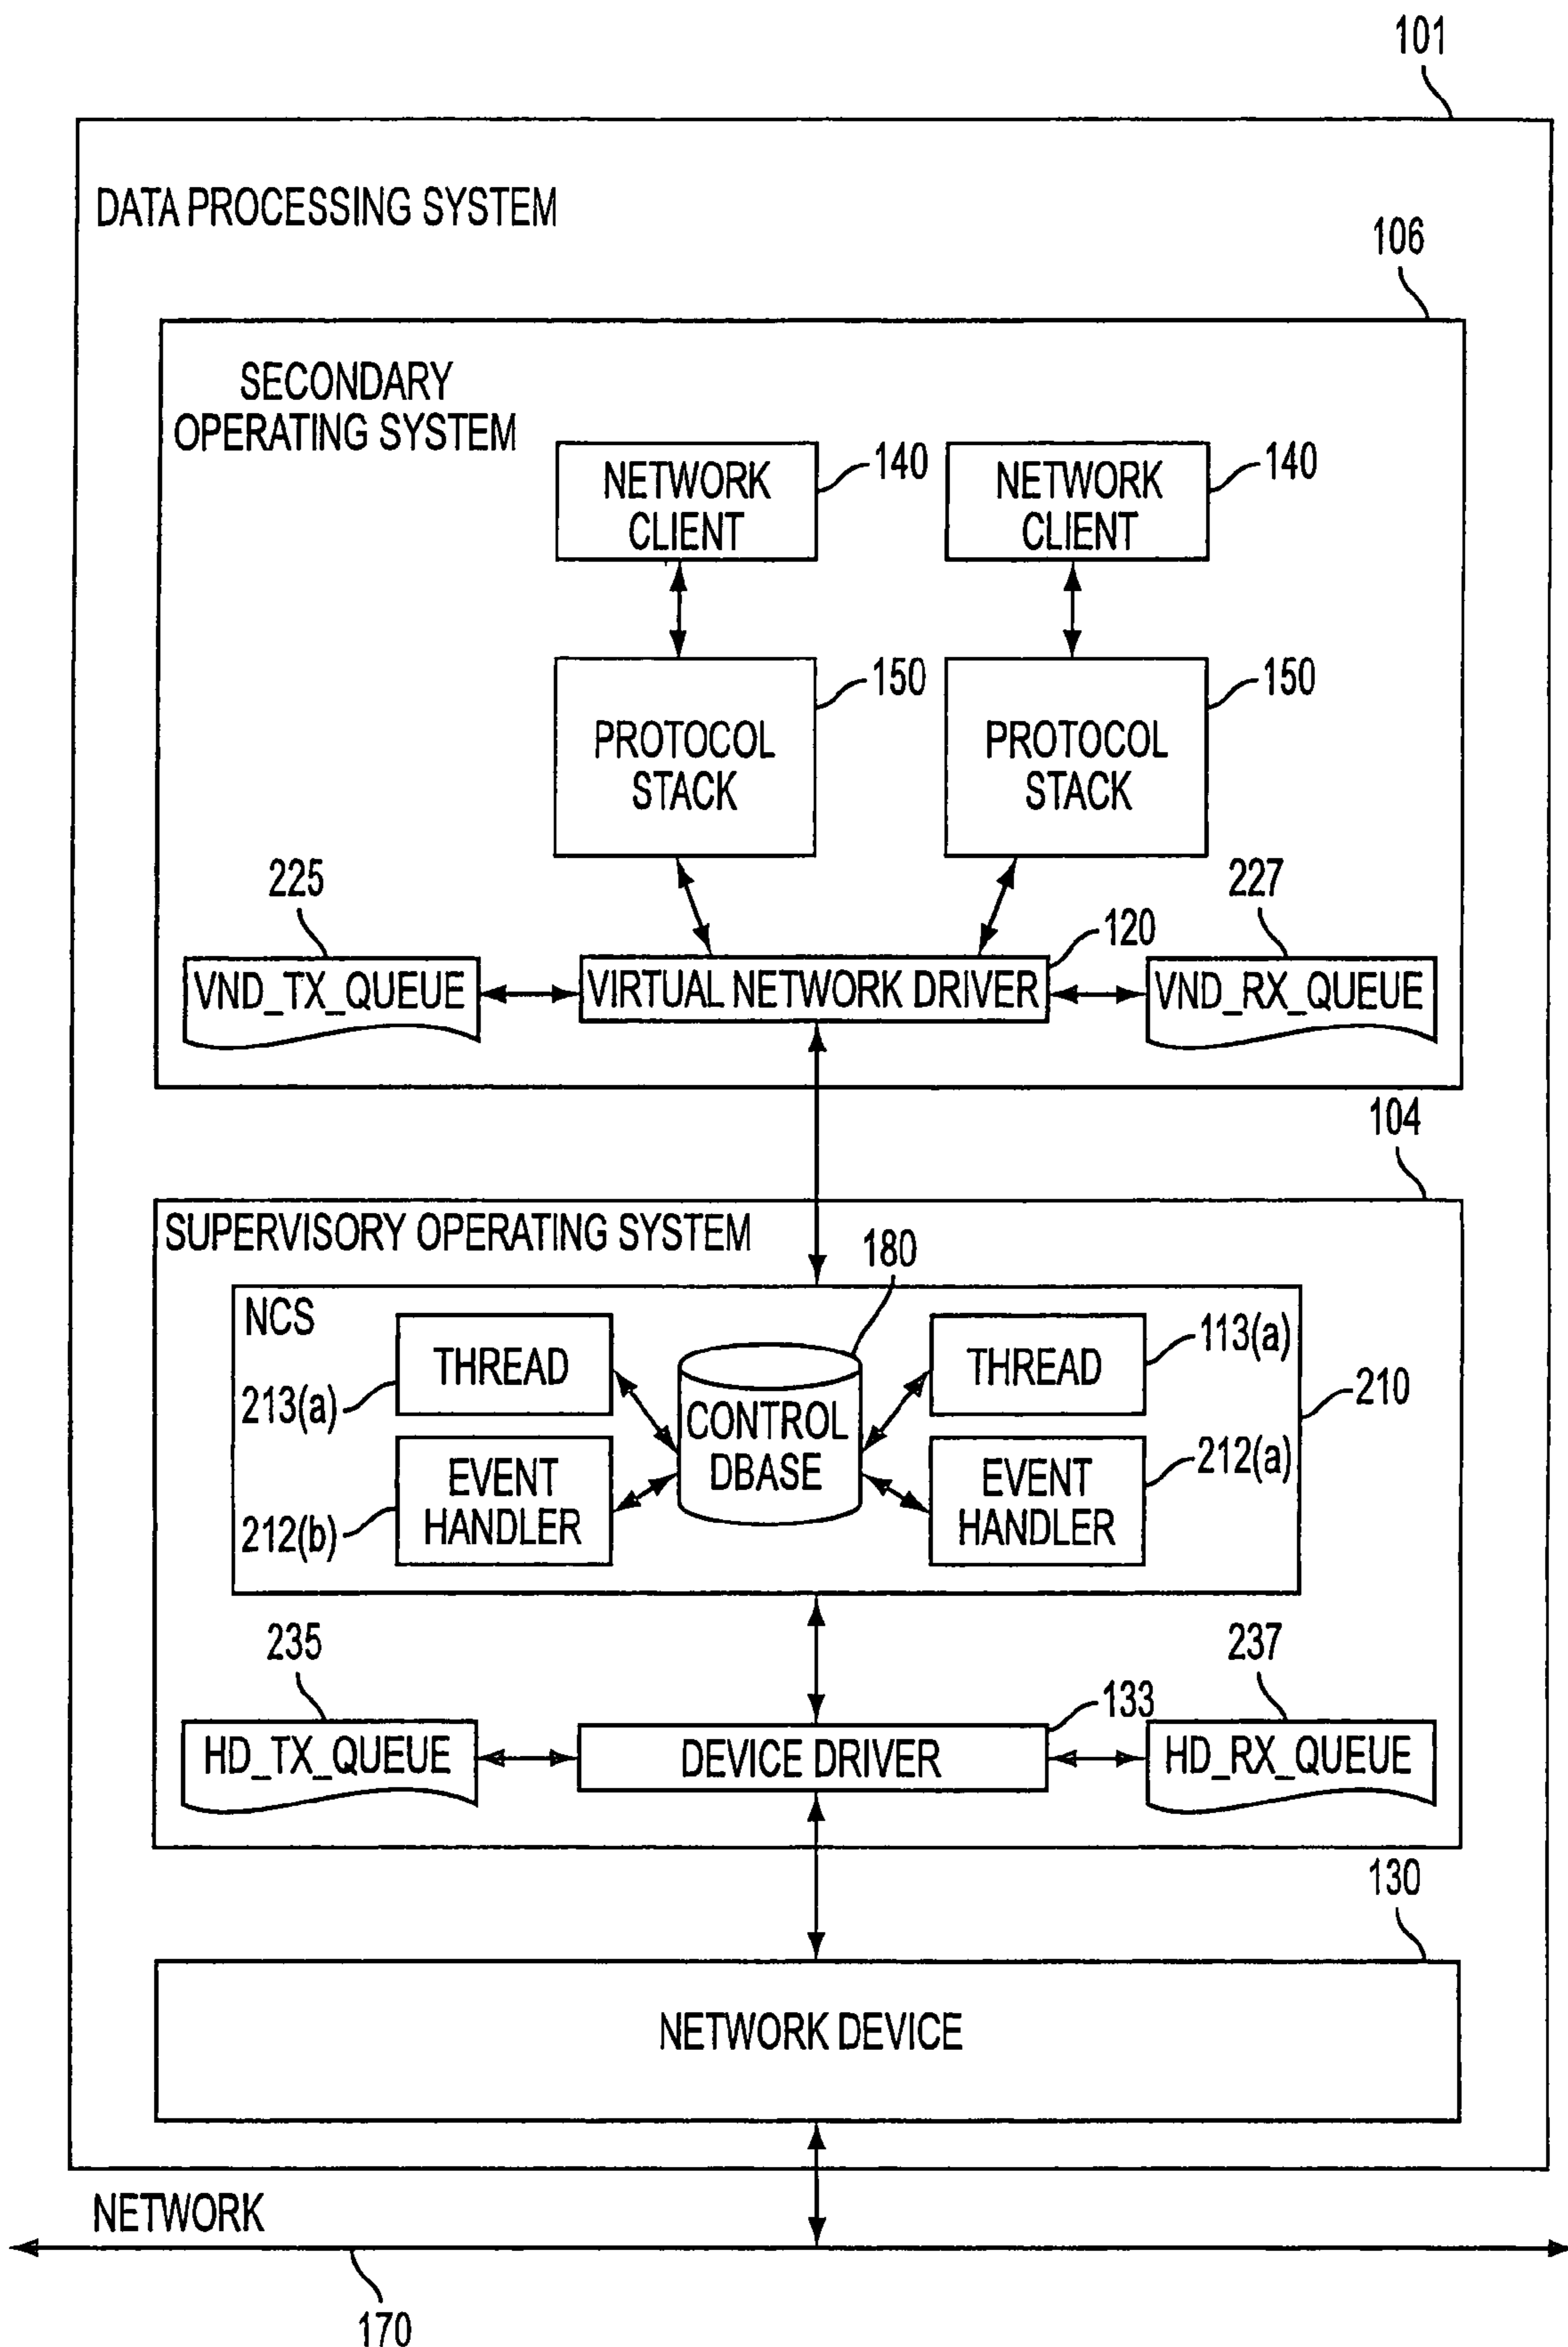 101
DATA PROCESSING SYSTEM
106
SECONDARY
OPERATING SYSTEM
NETWORK
CLIENT
140
NETWORK
CLIENT
140
PROTOCOL
STACK
150
PROTOCOL
STACK
150
225
227
120
VND_TX_QUEUE
VIRTUAL NETWORK DRIVER
VND_RX_QUEUE
104
SUPERVISORY OPERATING SYSTEM
180
NCS
THREAD
213(a)
THREAD
113(a)
CONTROL
DBASE
210
EVENT
HANDLER
212(b)
EVENT
HANDLER
212(a)
235
237
133
HD_TX_QUEUE
DEVICE DRIVER
HD_RX_QUEUE
130
NETWORK DEVICE
NETWORK
170